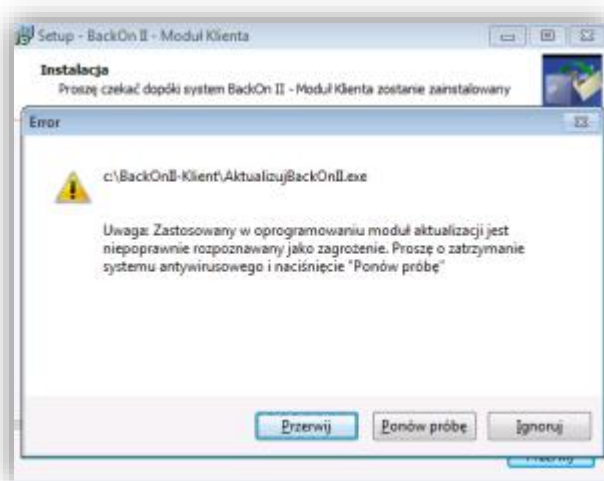 Setup - BackOn II - Moduł Klienta
Instalacja
Proszę czekać dopóki system BackOn II - Moduł Klienta zostanie zainstalowany
Error
c:\BackOnII-Klient\AktualizujBackOnII.exe
Uwaga: Zastosowany w oprogramowaniu moduł aktualizacji jest
niepoprawnie rozpoznawany jako zagrożenie. Proszę o zatrzymanie
systemu antywirusowego i naciśnięcie "Ponów próbę"
Przerwij Ponów próbę Ignoruj
Przerwij